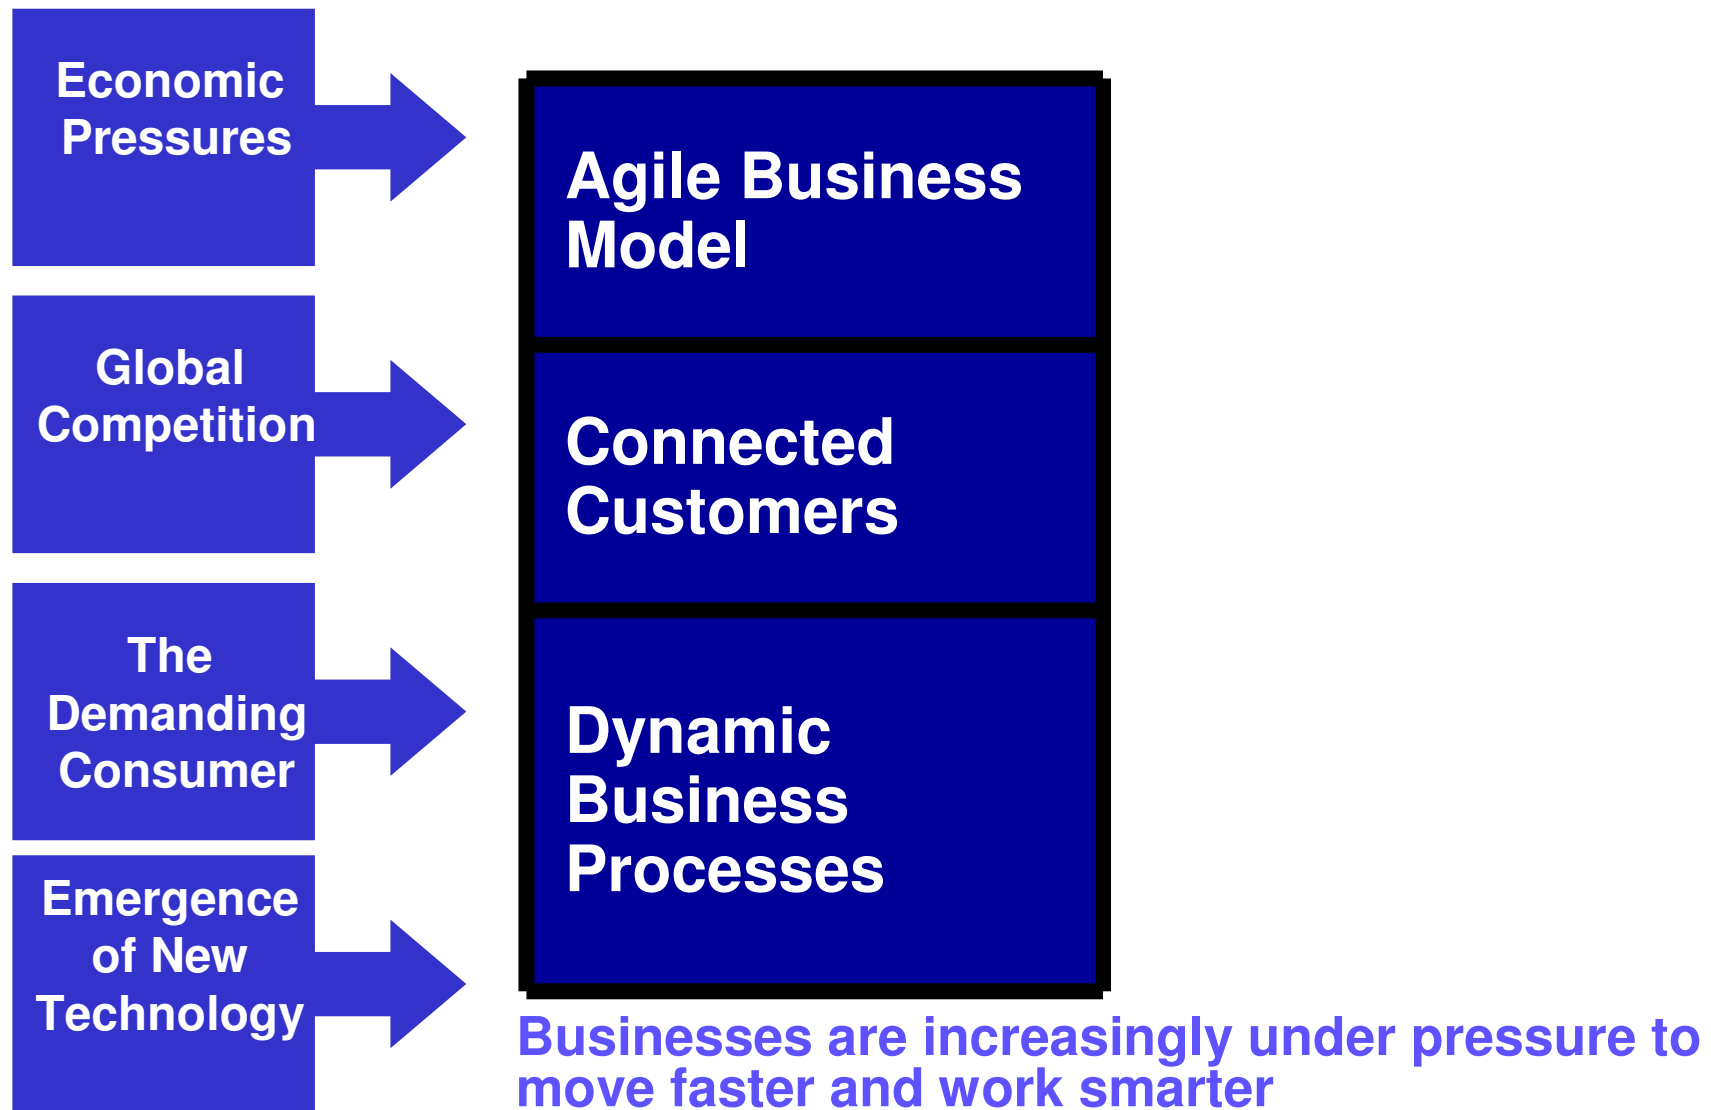 Economic
Pressures
Global
Competition
The
Demanding
Consumer
Emergence
of New
Technology
Agile Business
Model
Connected
Customers
Dynamic
Business
Processes
Businesses are increasingly under pressure to
move faster and work smarter